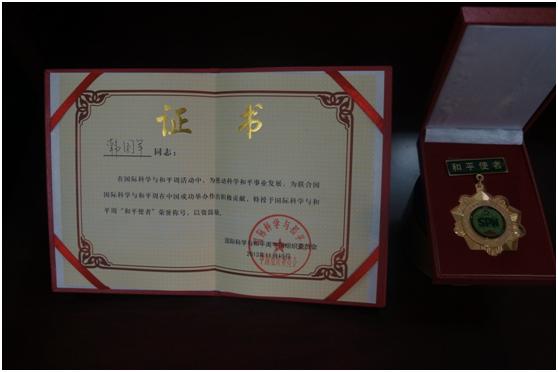 证 书
韩国军 同志：
在国际科学与和平周活动中，为推动科学和平事业发展，为联合国
国际科学与和平周在中国成功举办作出积极贡献，特授予国际科学与和
平周“和平使者”荣誉称号，以资鼓励。
国际科学与和平周中国组织委员会
和平使者